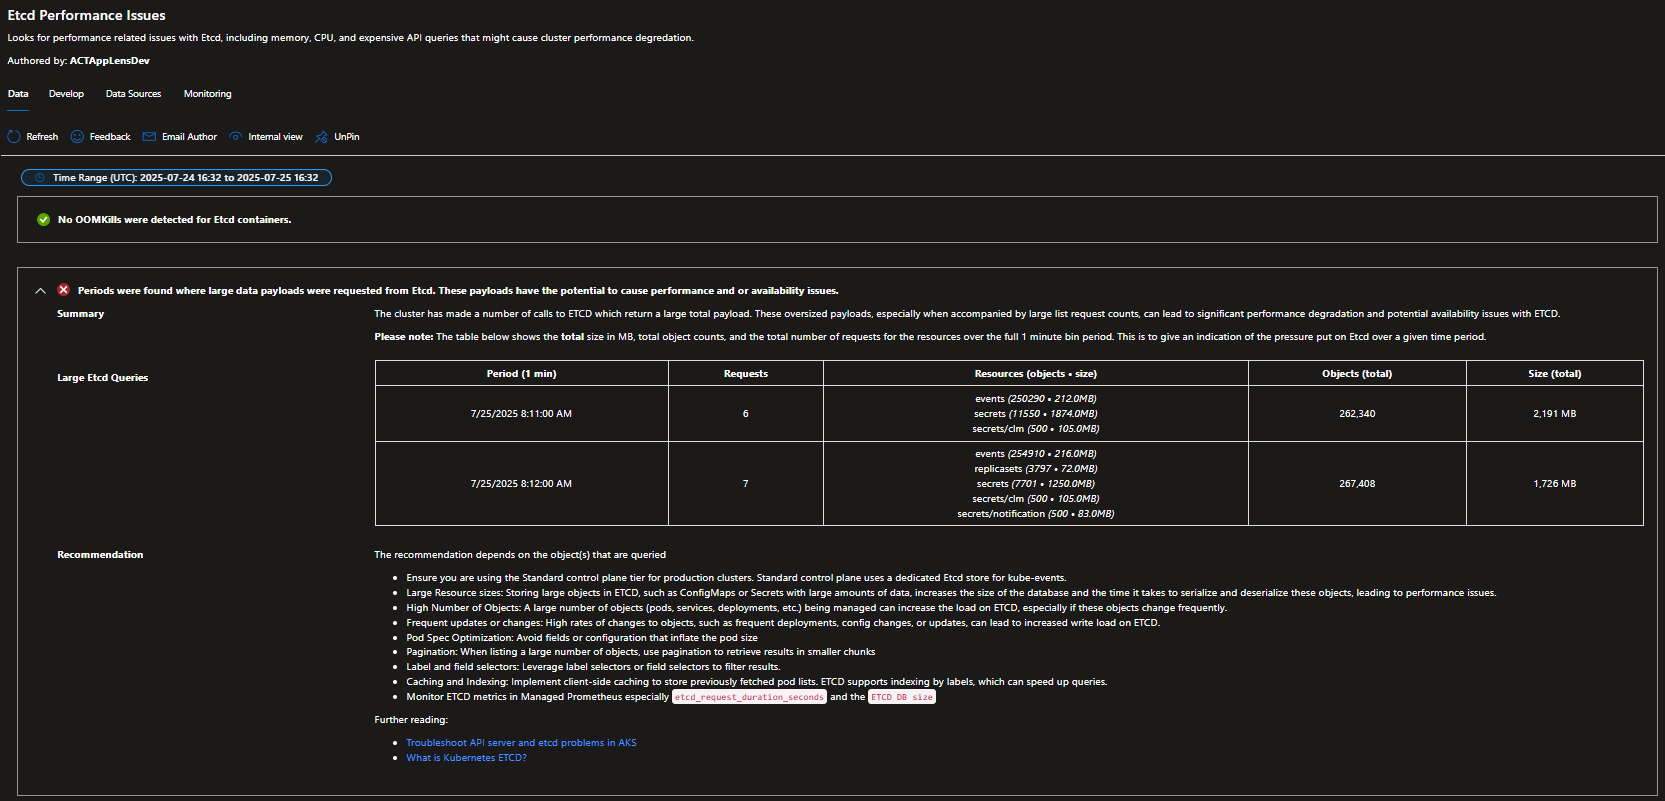 Etcd Performance Issues
Looks for performance related issues with Etcd, including memory, CPU, and expensive API queries that might cause cluster performance degredation.
Authored by: ACTAppLensDev
Data Develop Data Sources Monitoring
Refresh Feedback Email Author Internal view UnPin
Time Range (UTC): 2025-07-24 16:32 to 2025-07-25 16:32
No OOMKills were detected for Etcd containers.
Periods were found where large data payloads were requested from Etcd. These payloads have the potential to cause performance and or availability issues.
Summary
The cluster has made a number of calls to ETCD which return a large total payload. These oversized payloads, especially when accompanied by large list request counts, can lead to significant performance degradation and potential availability issues with ETCD.
Please note: The table below shows the total size in MB, total object counts, and the total number of requests for the resources over the full 1 minute bin period. This is to give an indication of the pressure put on Etcd over a given time period.
Large Etcd Queries
Period (1 min) Requests Resources (objects • size) Objects (total) Size (total)
7/25/2025 8:11:00 AM 6
events (250290 • 212.0MB)
secrets (11550 • 1874.0MB)
secrets/clm (500 • 105.0MB)
262,340 2,191 MB
7/25/2025 8:12:00 AM 7
events (254910 • 216.0MB)
replicasets (3797 • 72.0MB)
secrets (7701 • 1250.0MB)
secrets/clm (500 • 105.0MB)
secrets/notification (500 • 83.0MB)
267,408 1,726 MB
Recommendation
The recommendation depends on the object(s) that are queried
• Ensure you are using the Standard control plane tier for production clusters. Standard control plane uses a dedicated Etcd store for kube-events.
• Large Resource sizes: Storing large objects in ETCD, such as ConfigMaps or Secrets with large amounts of data, increases the size of the database and the time it takes to serialize and deserialize these objects, leading to performance issues.
• High Number of Objects: A large number of objects (pods, services, deployments, etc.) being managed can increase the load on ETCD, especially if these objects change frequently.
• Frequent updates or changes: High rates of changes to objects, such as frequent deployments, config changes, or updates, can lead to increased write load on ETCD.
• Pod Spec Optimization: Avoid fields or configuration that inflate the pod size
• Pagination: When listing a large number of objects, use pagination to retrieve results in smaller chunks
• Label and field selectors: Leverage label selectors or field selectors to filter results.
• Caching and Indexing: Implement client-side caching to store previously fetched pod lists. ETCD supports indexing by labels, which can speed up queries.
• Monitor ETCD metrics in Managed Prometheus especially etcd_request_duration_seconds and the ETCD DB size
Further reading:
• Troubleshoot API server and etcd problems in AKS
• What is Kubernetes ETCD?